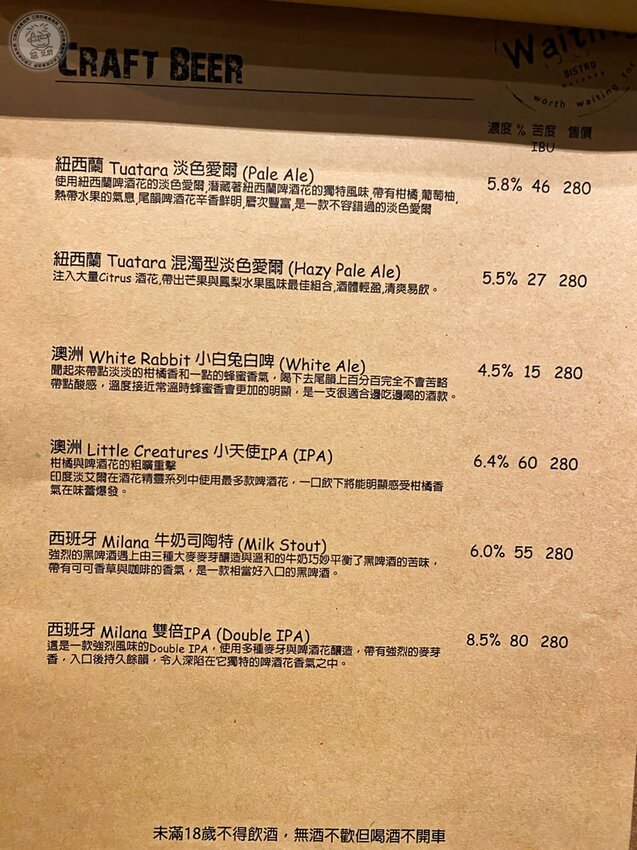 CRAFT BEER
BISTRO
worth waiting for
濃度 % 苦度 售價
IBU
紐西蘭 Tuatara 淡色愛爾 (Pale Ale)
5.8% 46 280
使用紐西蘭啤酒花的淡色愛爾,潛藏著紐西蘭啤酒花的獨特風味,帶有柑橘,葡萄柚,
熱帶水果的氣息,尾韻啤酒花辛香鮮明,層次豐富,是一款不容錯過的淡色愛爾
紐西蘭 Tuatara 混濁型淡色愛爾 (Hazy Pale Ale)
5.5% 27 280
注入大量Citrus 酒花,帶出芒果與鳳梨水果風味最佳組合,酒體輕盈,清爽易飲。
澳洲 White Rabbit 小白兔白啤 (White Ale)
4.5% 15 280
聞起來帶點淡淡的柑橘香和一點的蜂蜜香氣，喝下去尾韻上百分百完全不會苦略
帶點酸感，溫度接近常溫時蜂蜜香會更加的明顯，是一支很適合邊吃邊喝的酒款。
澳洲 Little Creatures 小天使IPA (IPA)
6.4% 60 280
柑橘與啤酒花的粗曠重擊
印度淡艾爾在酒花精靈系列中使用最多款啤酒花，一口飲下將能明顯感受柑橘香
氣在味蕾爆發。
西班牙 Milana 牛奶司陶特 (Milk Stout)
6.0% 55 280
強烈的黑啤酒遇上由三種大麥麥芽釀造與溫和的牛奶巧妙平衡了黑啤酒的苦味，
帶有可可香草與咖啡的香氣，是一款相當好入口的黑啤酒。
西班牙 Milana 雙倍IPA (Double IPA)
8.5% 80 280
這是一款強烈風味的Double IPA，使用多種麥牙與啤酒花釀造，帶有強烈的麥芽
香，入口後持久餘韻，令人深陷在它獨特的啤酒花香氣之中。
未滿18歲不得飲酒，無酒不歡但喝酒不開車